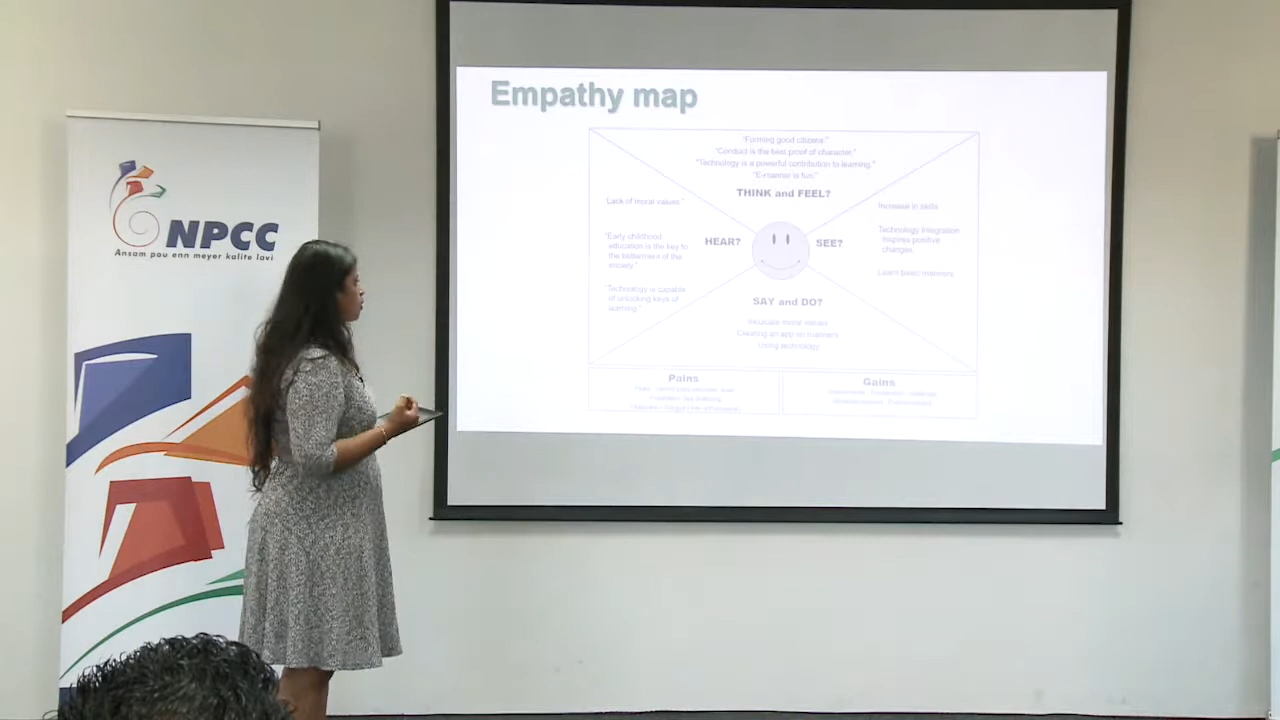 NPCC
Ansam pou enn meyer kalite lavi
Empathy map
"Forming good citizens."
"Conduct is the best proof of character."
"Technology is a powerful contribution to learning."
THINK and FEEL?
Lack of moral values "
"Early childhood
education is the key to
the betterment of the
society."
"Technology is capable
of unlocking keys of
learning."
HEAR?
SEE?
Increase in skills
Technology integration
inspires positive
changes
Learn basic manners
SAY and DO?
Inculcate moral values
Creating an app on manners
Using technology
Pains
Gains